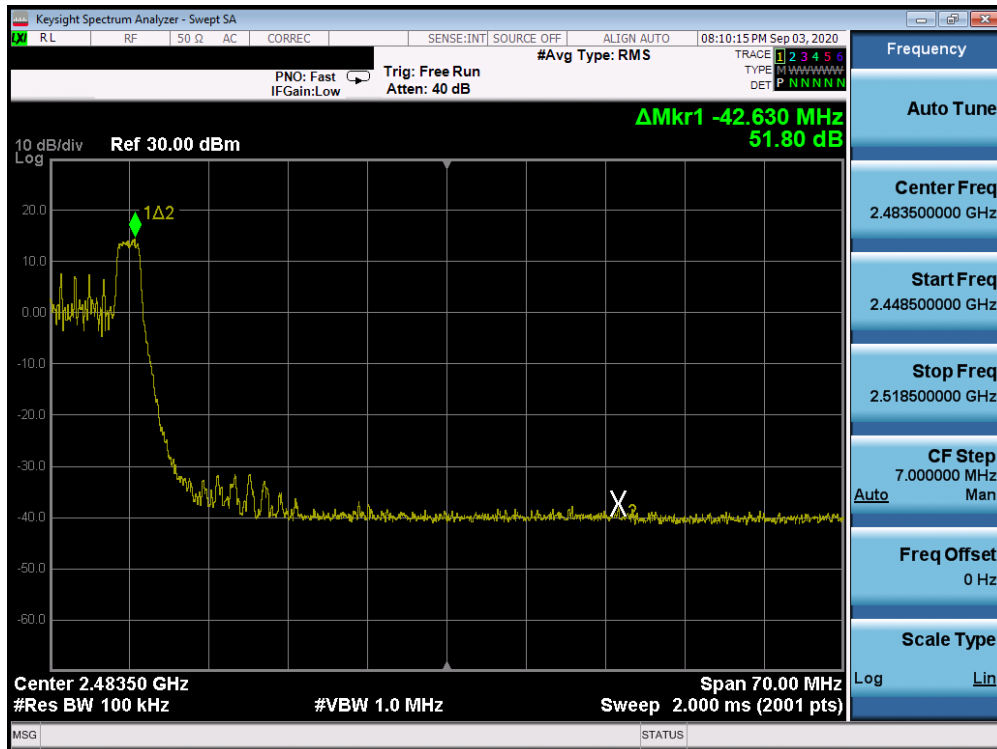 Keysight Spectrum Analyzer - Swept SA
LXI RL RF 50 Ω AC CORREC SENSE:INT SOURCE OFF ALIGN AUTO 08:10:15 PM Sep 03, 2020
#Avg Type: RMS
TRACE 1 2 3 4 5 6
TYPE M WWWWW
DET P N N N N N
PNO: Fast
IFGain:Low
Trig: Free Run
Atten: 40 dB
ΔMkr1 -42.630 MHz
51.80 dB
10 dB/div
Log
Ref 30.00 dBm
1Δ2
20.0
10.0
0.00
-10.0
-20.0
-30.0
-40.0
-50.0
-60.0
X
Center 2.48350 GHz
Span 70.00 MHz
#Res BW 100 kHz
#VBW 1.0 MHz
Sweep 2.000 ms (2001 pts)
MSG
STATUS
Frequency
Auto Tune
Center Freq
2.483500000 GHz
Start Freq
2.448500000 GHz
Stop Freq
2.518500000 GHz
CF Step
7.000000 MHz
Auto Man
Freq Offset
0 Hz
Scale Type
Log Lin